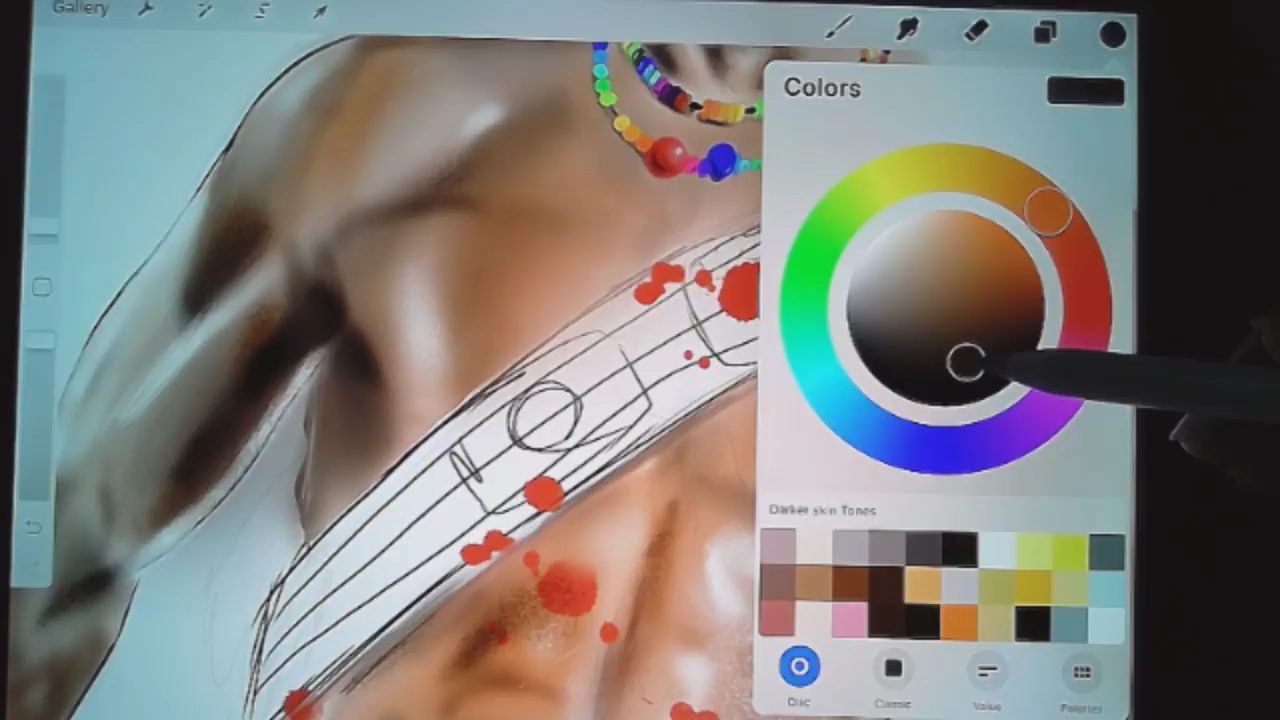 Gallery
Colors
Darker skin Tones
Disc
Classic
Value
Palettes